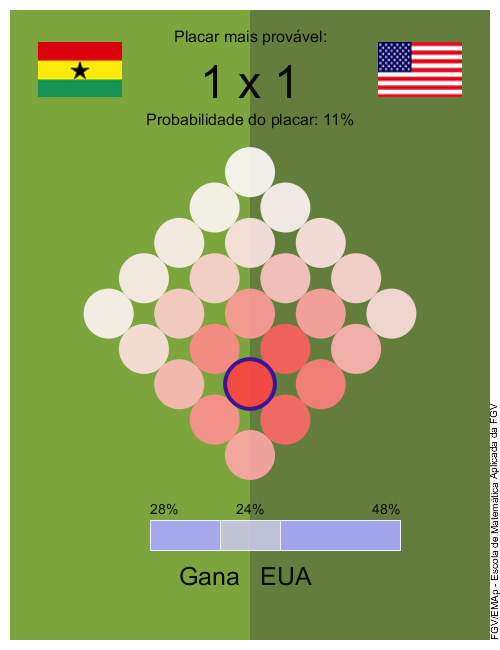 Placar mais provável:
1 x 1
Probabilidade do placar: 11%
28% 24% 48%
Gana EUA
FGV/EMAp - Escola de Matemática Aplicada da FGV